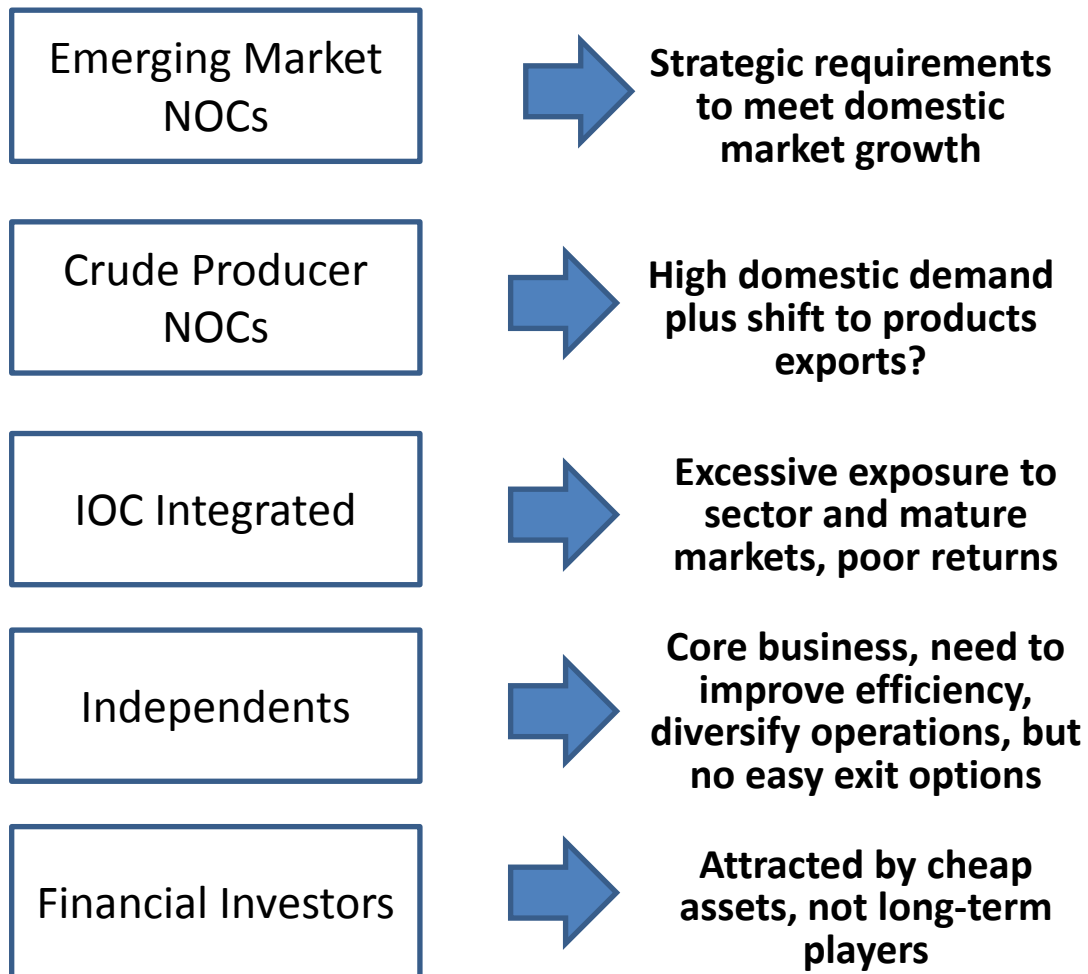 Emerging Market
NOCs
Strategic requirements
to meet domestic
market growth
Crude Producer
NOCs
High domestic demand
plus shift to products
exports?
IOC Integrated
Excessive exposure to
sector and mature
markets, poor returns
Independents
Core business, need to
improve efficiency,
diversify operations, but
no easy exit options
Financial Investors
Attracted by cheap
assets, not long-term
players